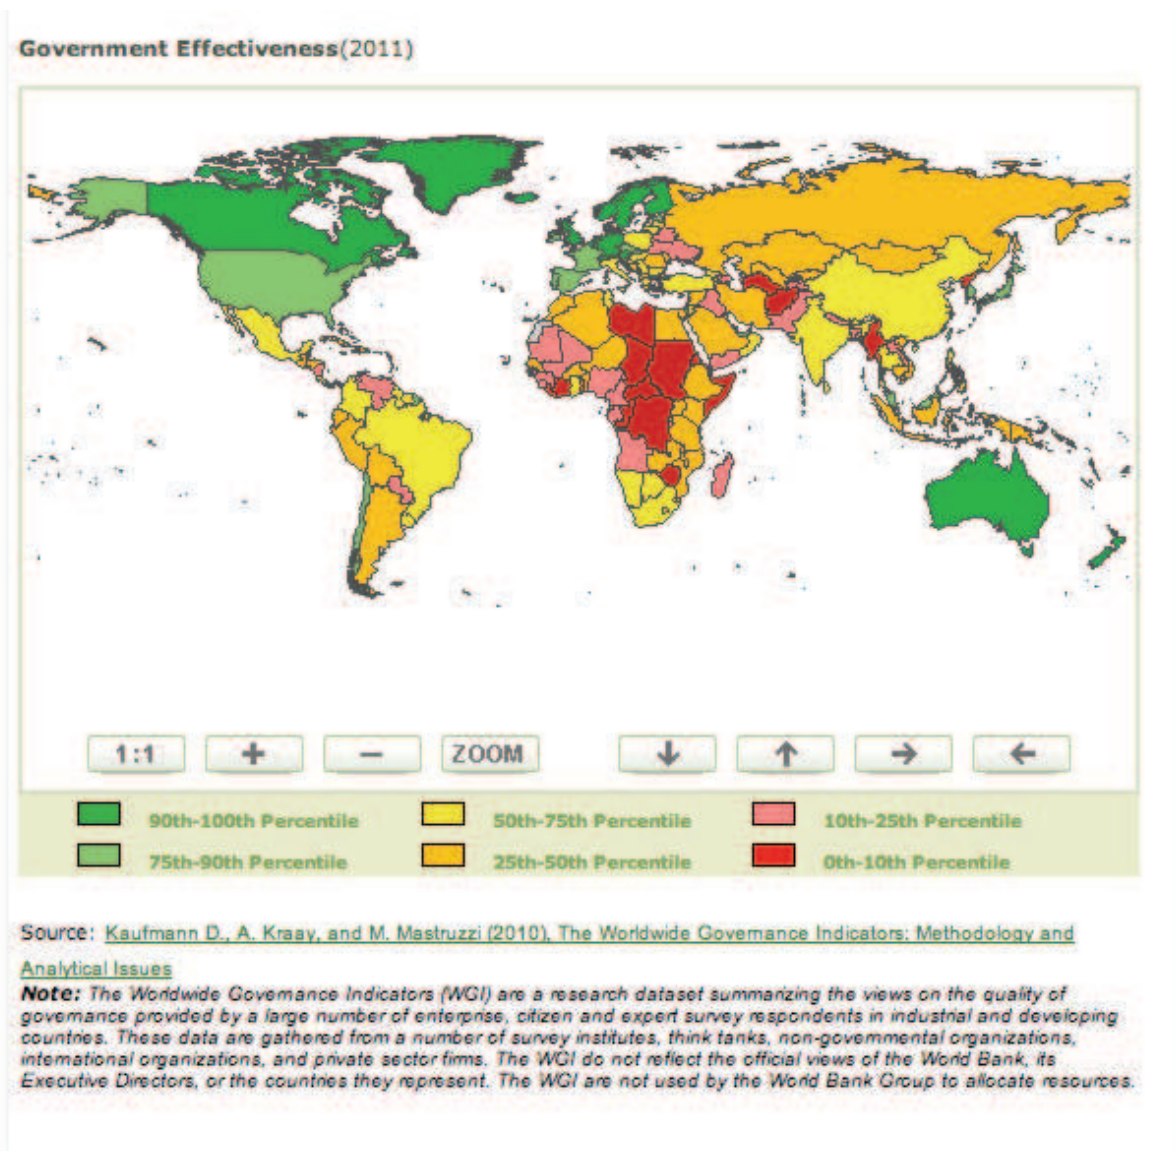 Government Effectiveness(2011)
1:1 + − ZOOM ↓ ↑ → ←
90th-100th Percentile 50th-75th Percentile 10th-25th Percentile
75th-90th Percentile 25th-50th Percentile 0th-10th Percentile
Source: Kaufmann D., A. Kraay, and M. Mastruzzi (2010), The Worldwide Governance Indicators: Methodology and
Analytical Issues
Note: The Worldwide Governance Indicators (WGI) are a research dataset summarizing the views on the quality of
governance provided by a large number of enterprise, citizen and expert survey respondents in industrial and developing
countries. These data are gathered from a number of survey institutes, think tanks, non-governmental organizations,
international organizations, and private sector firms. The WGI do not reflect the official views of the World Bank, its
Executive Directors, or the countries they represent. The WGI are not used by the World Bank Group to allocate resources.